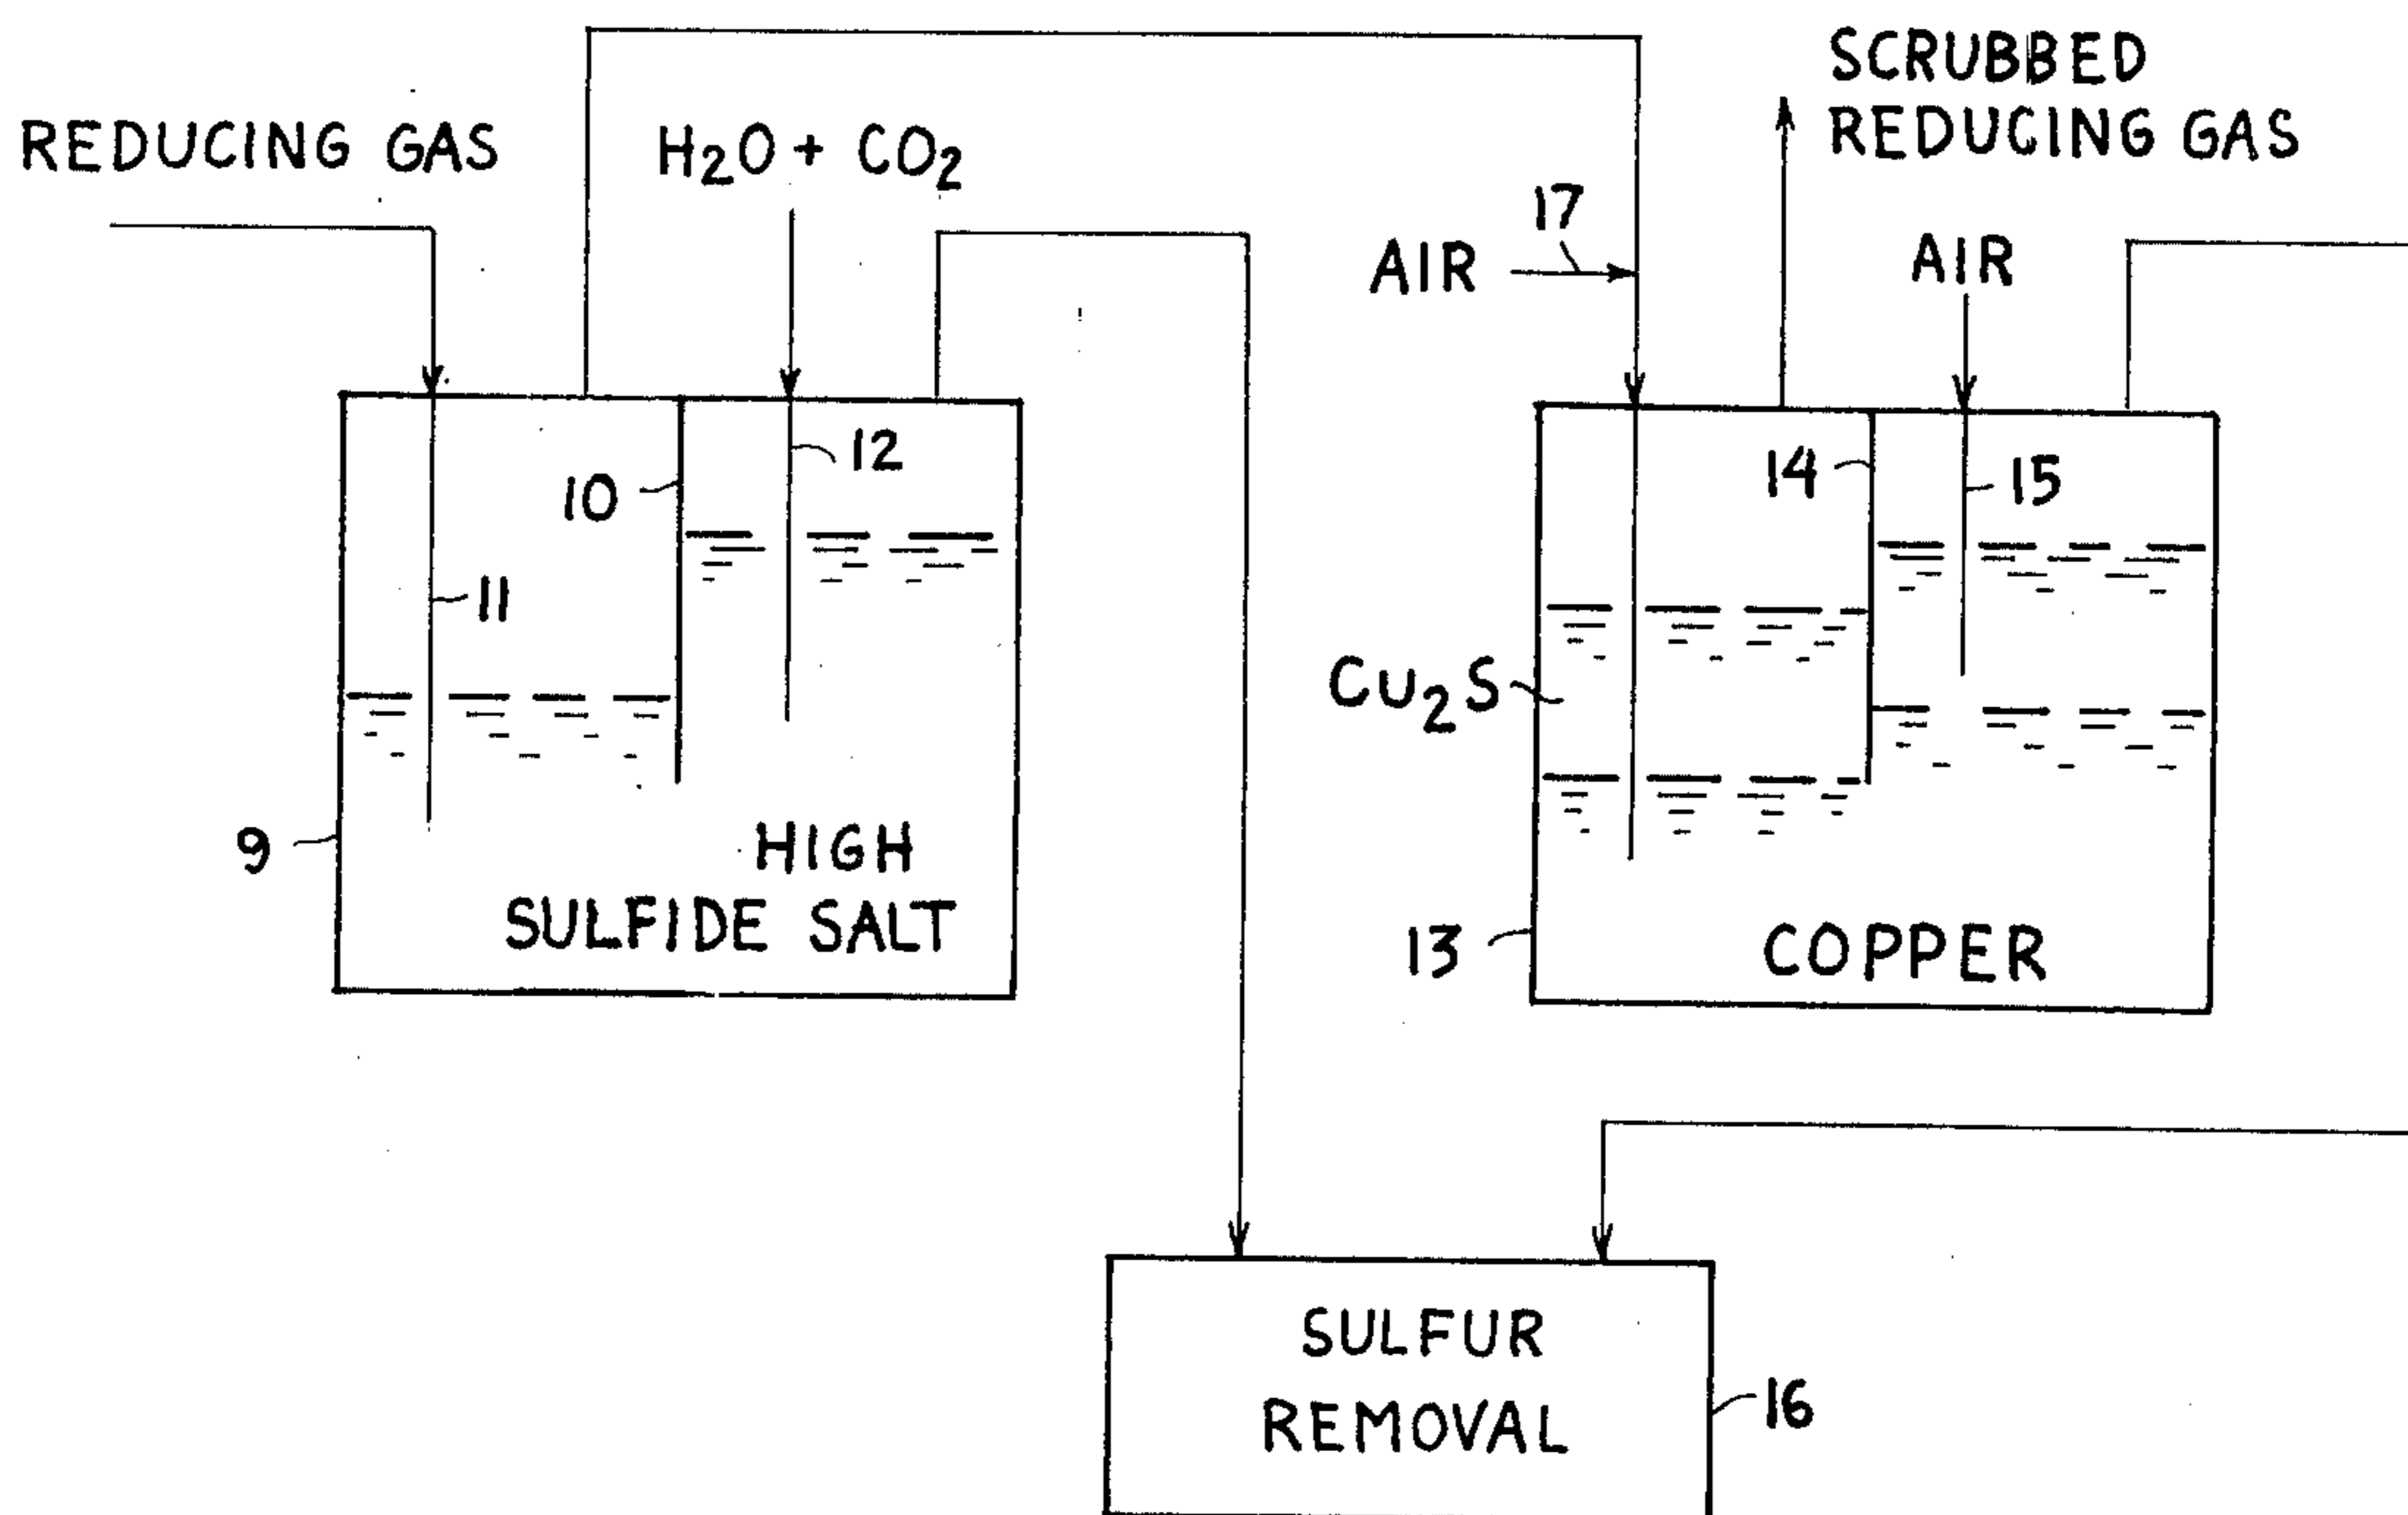 REDUCING GAS
H2O + CO2
SCRUBBED
REDUCING GAS
17
AIR
AIR
12
10
11
14
15
Cu2S
9
HIGH
SULFIDE SALT
13
COPPER
SULFUR
REMOVAL
16